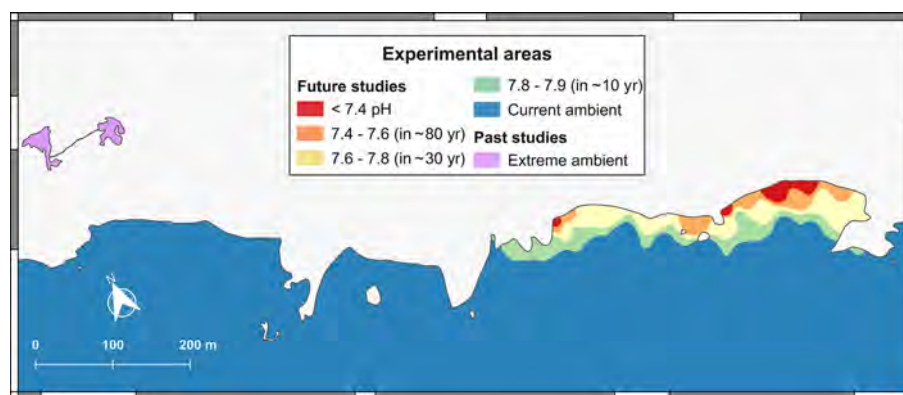 Experimental areas
Future studies
< 7.4 pH
7.4 - 7.6 (in ~80 yr)
7.6 - 7.8 (in ~30 yr)
7.8 - 7.9 (in ~10 yr)
Current ambient
Past studies
Extreme ambient
N
0 100 200 m